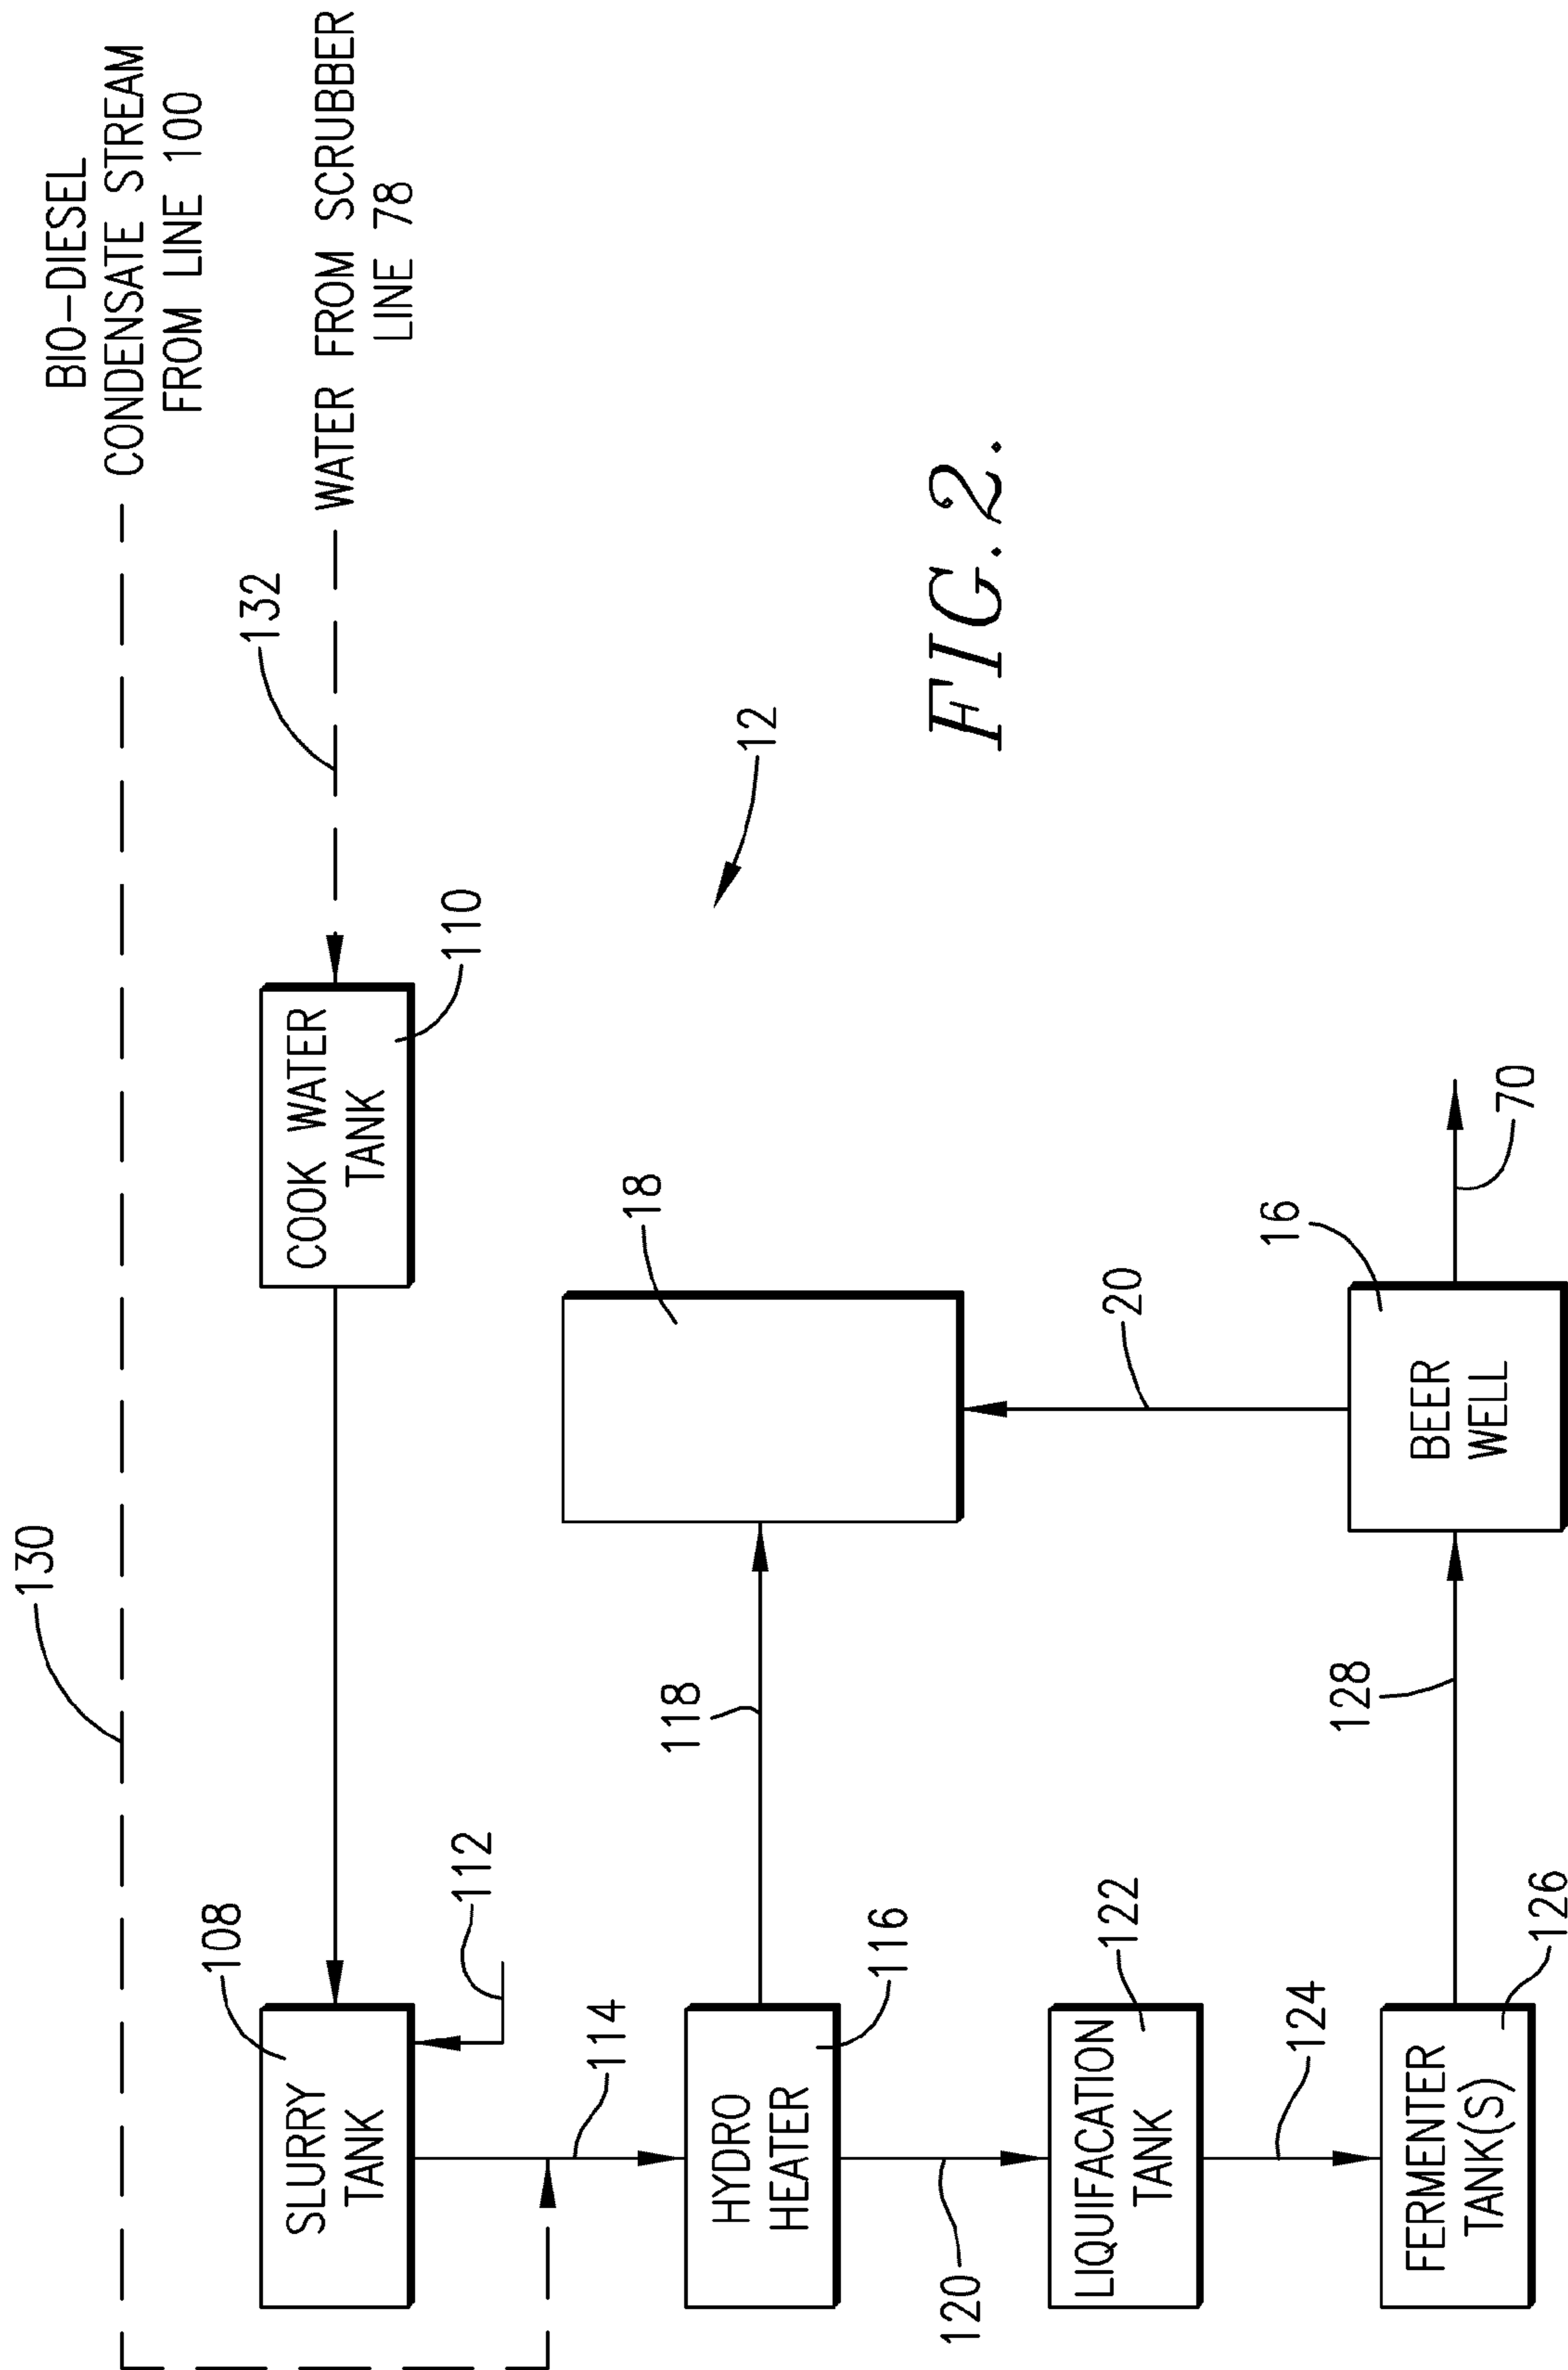 130
BIO-DIESEL
CONDENSATE STREAM
FROM LINE 100
108
132
WATER FROM SCRUBBER
LINE 78
SLURRY
TANK
COOK WATER
TANK
112
110
114
118
18
12
HYDRO
HEATER
116
120
20
FIG. 2.
LIQUIFACATION
TANK
122
124
128
16
FERMENTER
TANK(S)
126
BEER
WELL
70